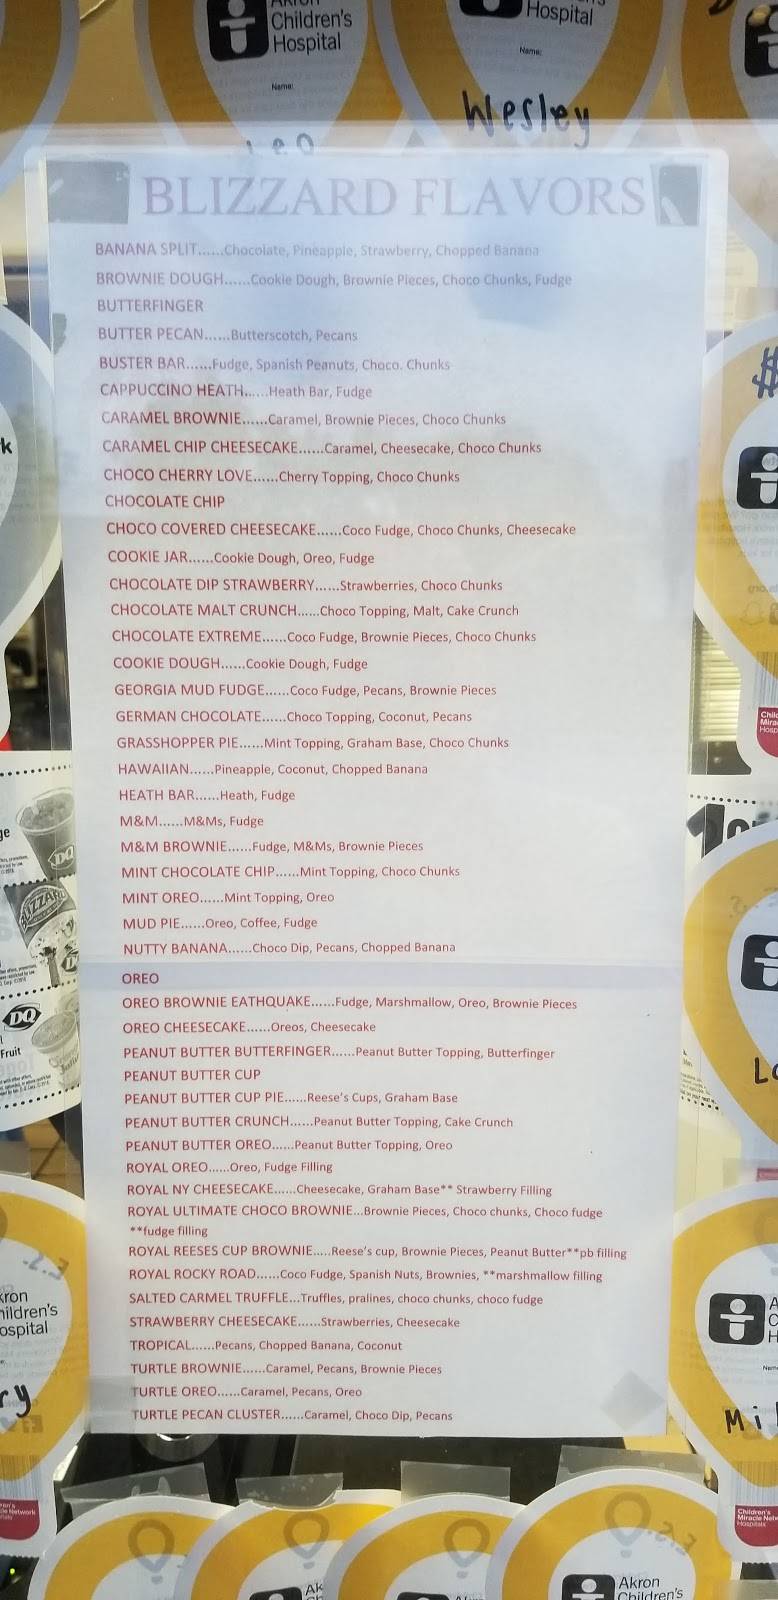 Akron
Children's
Hospital
Name:
Hospital
Name:
Wesley
BLIZZARD FLAVORS
BANANA SPLIT......Chocolate, Pineapple, Strawberry, Chopped Banana
BROWNIE DOUGH......Cookie Dough, Brownie Pieces, Choco Chunks, Fudge
BUTTERFINGER
BUTTER PECAN......Butterscotch, Pecans
BUSTER BAR......Fudge, Spanish Peanuts, Choco. Chunks
CAPPUCCINO HEATH......Heath Bar, Fudge
CARAMEL BROWNIE......Caramel, Brownie Pieces, Choco Chunks
CARAMEL CHIP CHEESECAKE......Caramel, Cheesecake, Choco Chunks
CHOCO CHERRY LOVE......Cherry Topping, Choco Chunks
CHOCOLATE CHIP
CHOCO COVERED CHEESECAKE......Coco Fudge, Choco Chunks, Cheesecake
COOKIE JAR......Cookie Dough, Oreo, Fudge
CHOCOLATE DIP STRAWBERRY......Strawberries, Choco Chunks
CHOCOLATE MALT CRUNCH......Choco Topping, Malt, Cake Crunch
CHOCOLATE EXTREME......Coco Fudge, Brownie Pieces, Choco Chunks
COOKIE DOUGH......Cookie Dough, Fudge
GEORGIA MUD FUDGE......Coco Fudge, Pecans, Brownie Pieces
GERMAN CHOCOLATE......Choco Topping, Coconut, Pecans
GRASSHOPPER PIE......Mint Topping, Graham Base, Choco Chunks
HAWAIIAN......Pineapple, Coconut, Chopped Banana
HEATH BAR......Heath, Fudge
M&M......M&Ms, Fudge
M&M BROWNIE......Fudge, M&Ms, Brownie Pieces
MINT CHOCOLATE CHIP......Mint Topping, Choco Chunks
MINT OREO......Mint Topping, Oreo
MUD PIE......Oreo, Coffee, Fudge
NUTTY BANANA......Choco Dip, Pecans, Chopped Banana
OREO
OREO BROWNIE EATHQUAKE......Fudge, Marshmallow, Oreo, Brownie Pieces
OREO CHEESECAKE......Oreos, Cheesecake
PEANUT BUTTER BUTTERFINGER......Peanut Butter Topping, Butterfinger
PEANUT BUTTER CUP
PEANUT BUTTER CUP PIE......Reese's Cups, Graham Base
PEANUT BUTTER CRUNCH......Peanut Butter Topping, Cake Crunch
PEANUT BUTTER OREO......Peanut Butter Topping, Oreo
ROYAL OREO......Oreo, Fudge Filling
ROYAL NY CHEESECAKE......Cheesecake, Graham Base** Strawberry Filling
ROYAL ULTIMATE CHOCO BROWNIE...Brownie Pieces, Choco chunks, Choco fudge
**fudge filling
ROYAL REESES CUP BROWNIE.....Reese's cup, Brownie Pieces, Peanut Butter**pb filling
ROYAL ROCKY ROAD......Coco Fudge, Spanish Nuts, Brownies, **marshmallow filling
SALTED CARMEL TRUFFLE...Truffles, pralines, choco chunks, choco fudge
STRAWBERRY CHEESECAKE......Strawberries, Cheesecake
TROPICAL......Pecans, Chopped Banana, Coconut
TURTLE BROWNIE......Caramel, Pecans, Brownie Pieces
TURTLE OREO......Caramel, Pecans, Oreo
TURTLE PECAN CLUSTER......Caramel, Choco Dip, Pecans
DQ
BLIZZARD
DQ
Fruit
Children's
Miracle Network
Hospitals
Akron
Children's